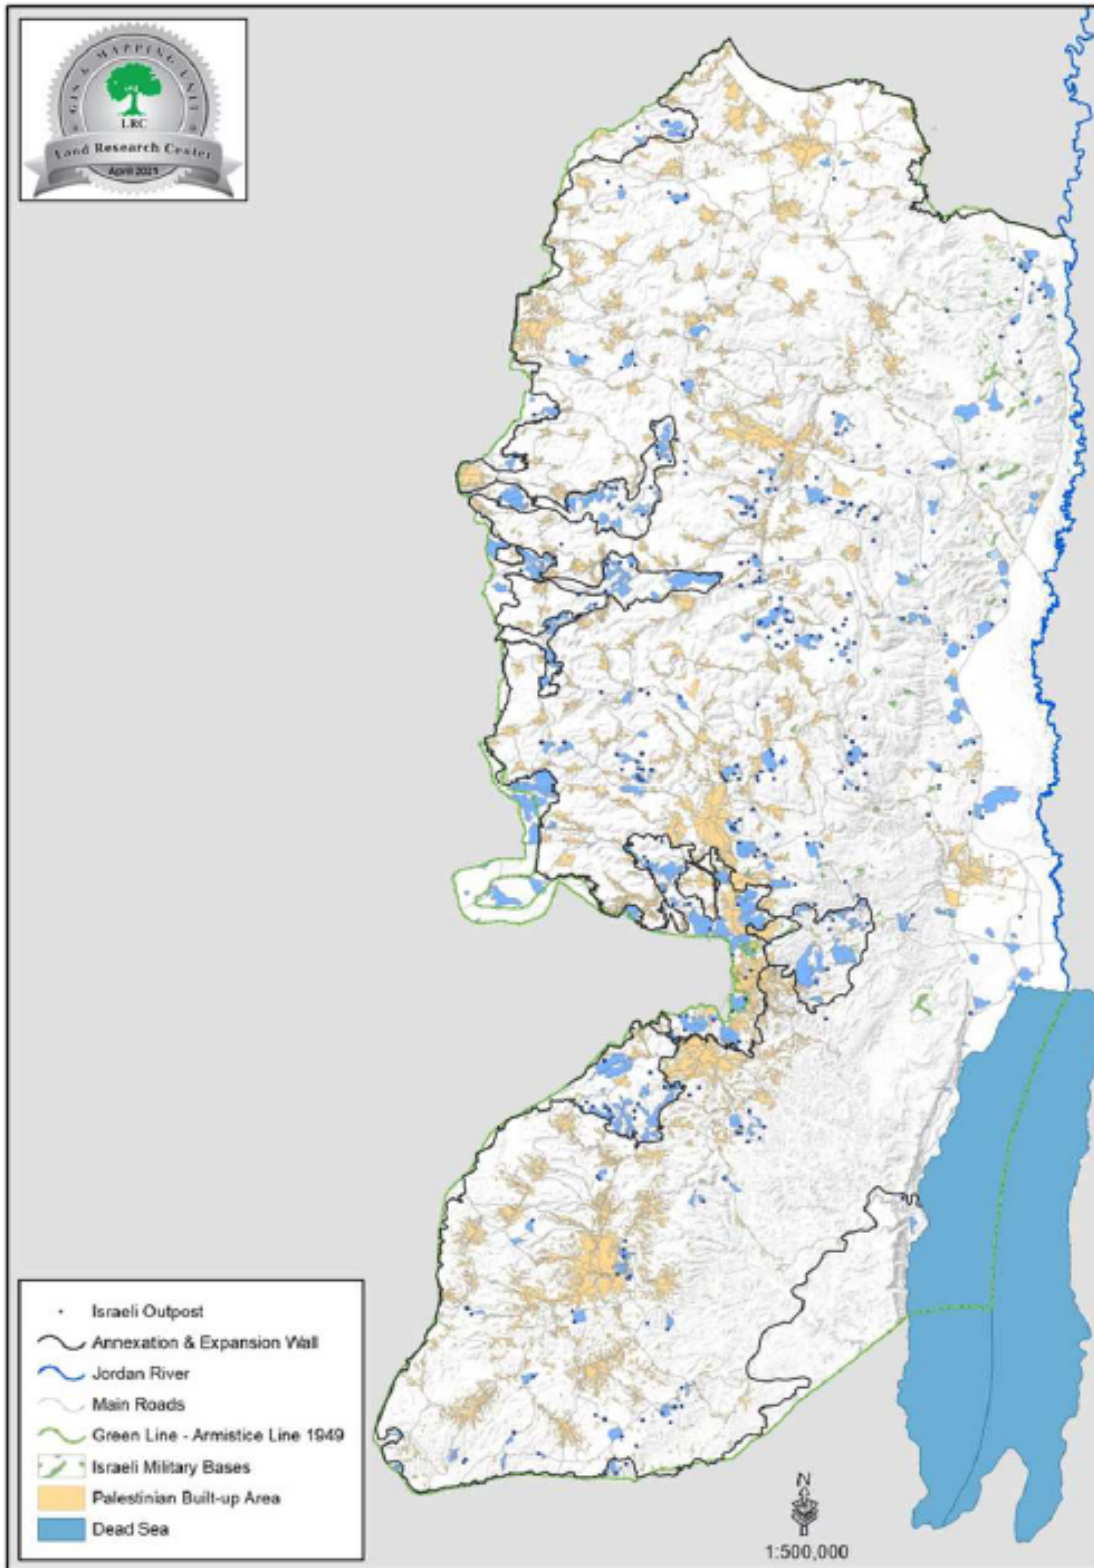 GIS & MAPPING UNIT
LRC
Land Research Center
April 2021
Israeli Outpost
Annexation & Expansion Wall
Jordan River
Main Roads
Green Line - Armistice Line 1949
Israeli Military Bases
Palestinian Built-up Area
Dead Sea
N
1:500,000